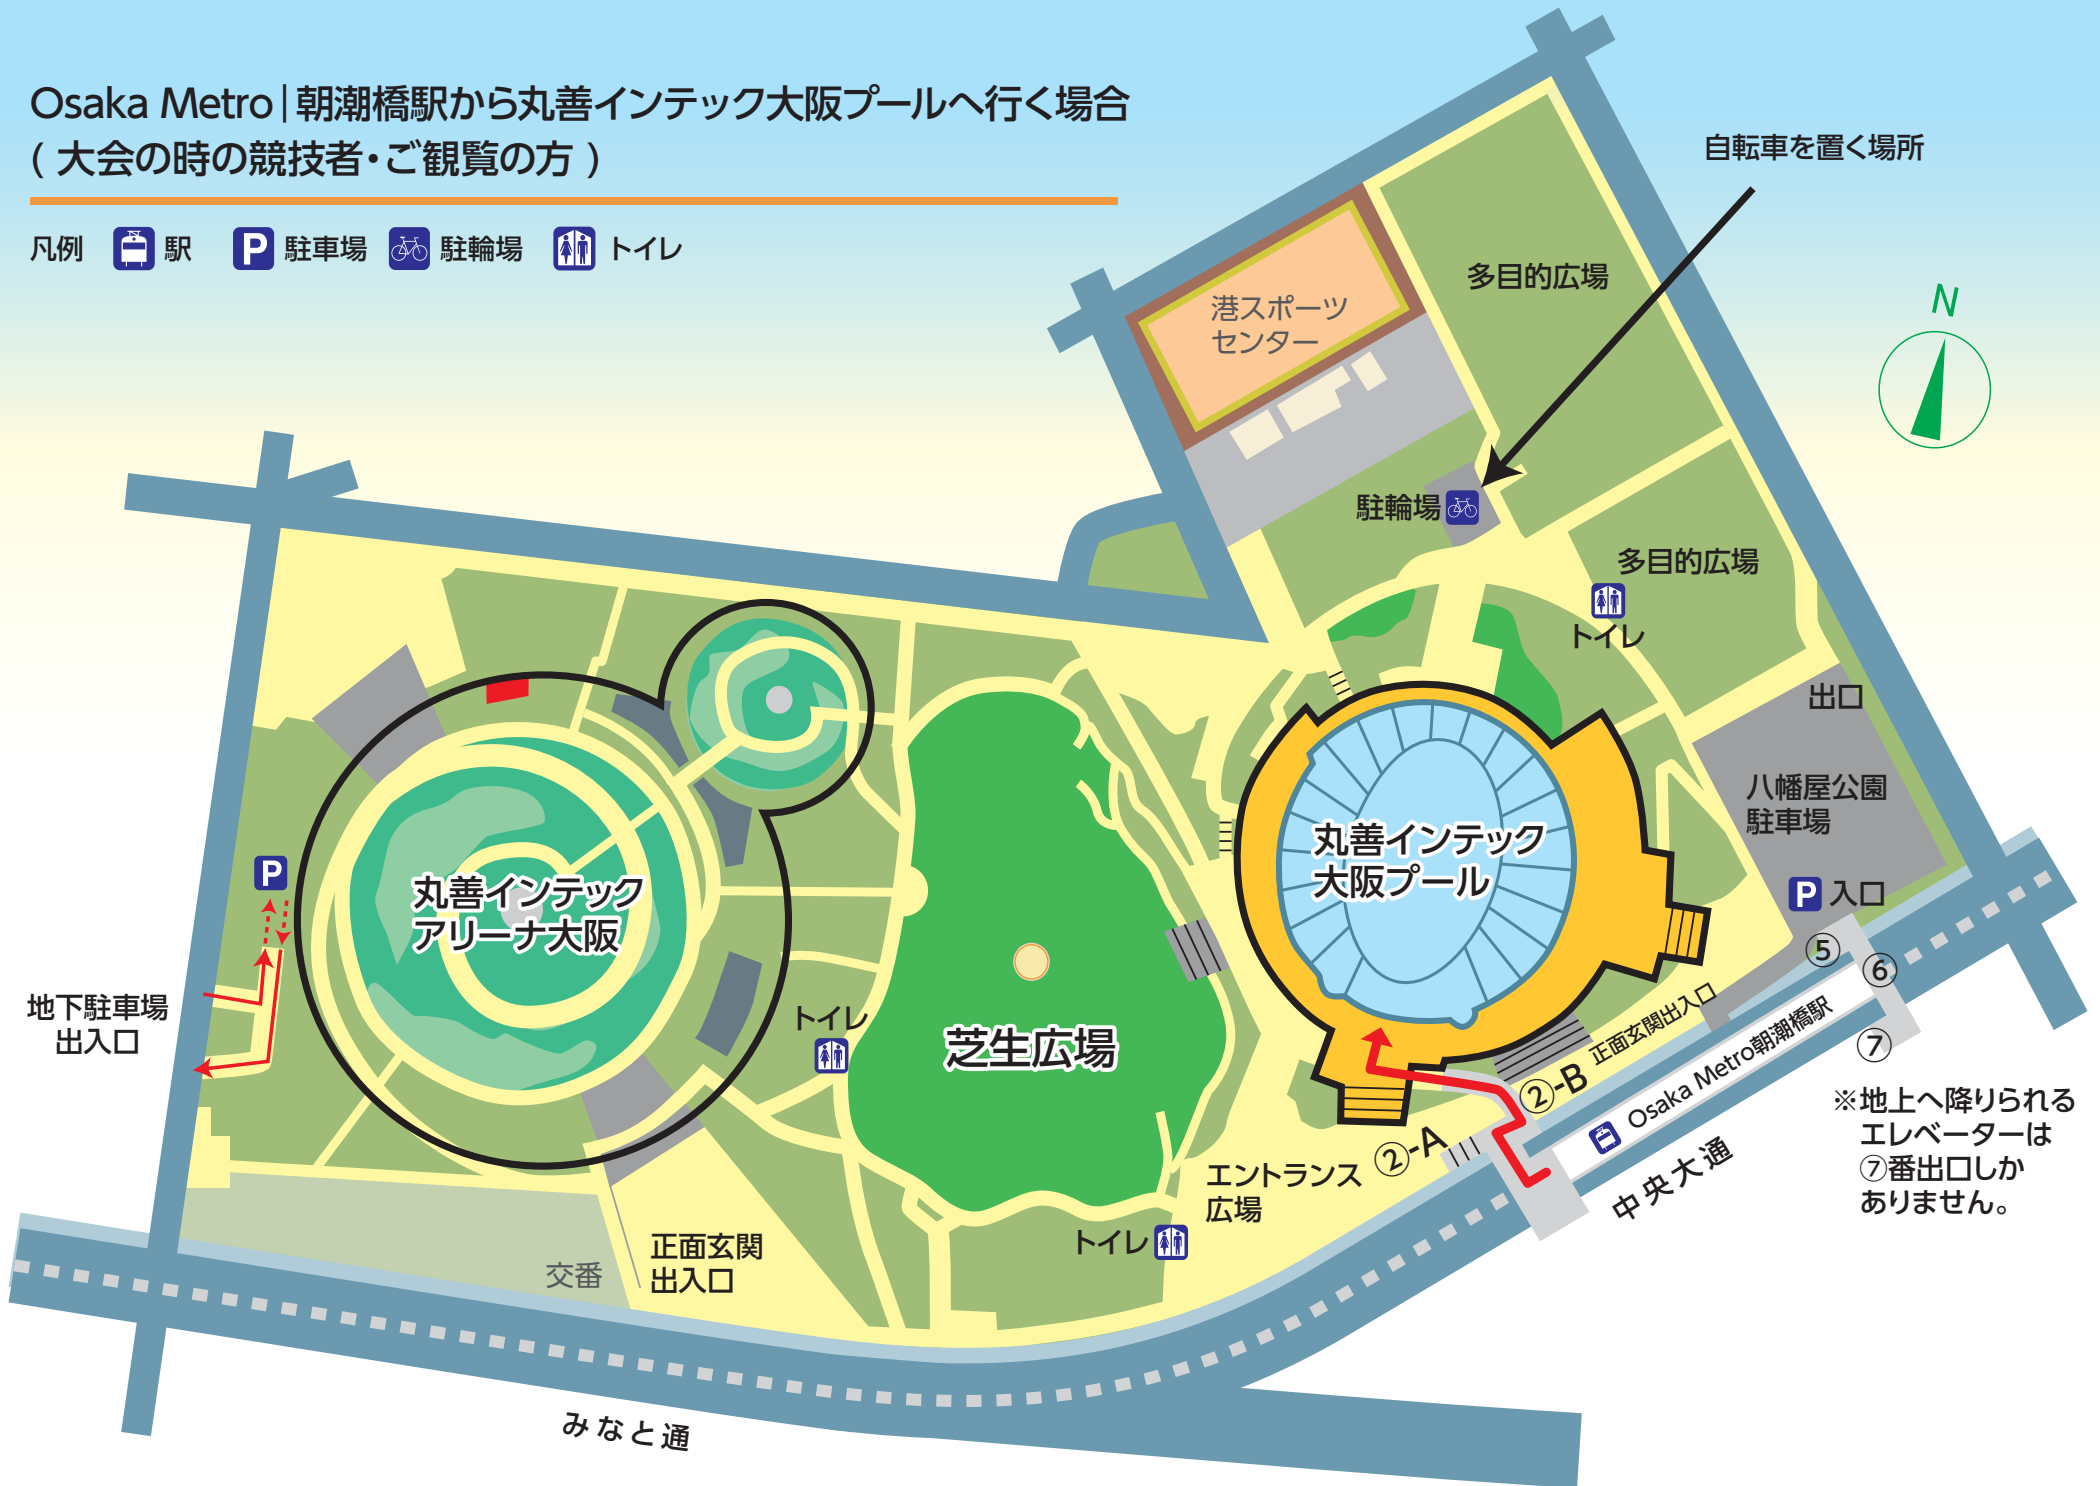 Osaka Metro|朝潮橋駅から丸善インテック大阪プールへ行く場合
( 大会の時の競技者・ご観覧の方 )
凡例 駅 P 駐車場 駐輪場 トイレ
自転車を置く場所
N
多目的広場
港スポーツ
センター
駐輪場
多目的広場
トイレ
出口
八幡屋公園
駐車場
P 入口
丸善インテック
大阪プール
P
丸善インテック
アリーナ大阪
地下駐車場
出入口
トイレ
芝生広場
⑤
⑥
⑦
正面玄関出入口
Osaka Metro朝潮橋駅
②-B
②-A
※地上へ降りられる
エレベーターは
⑦番出口しか
ありません。
中央大通
エントランス
広場
トイレ
正面玄関
出入口
交番
みなと通